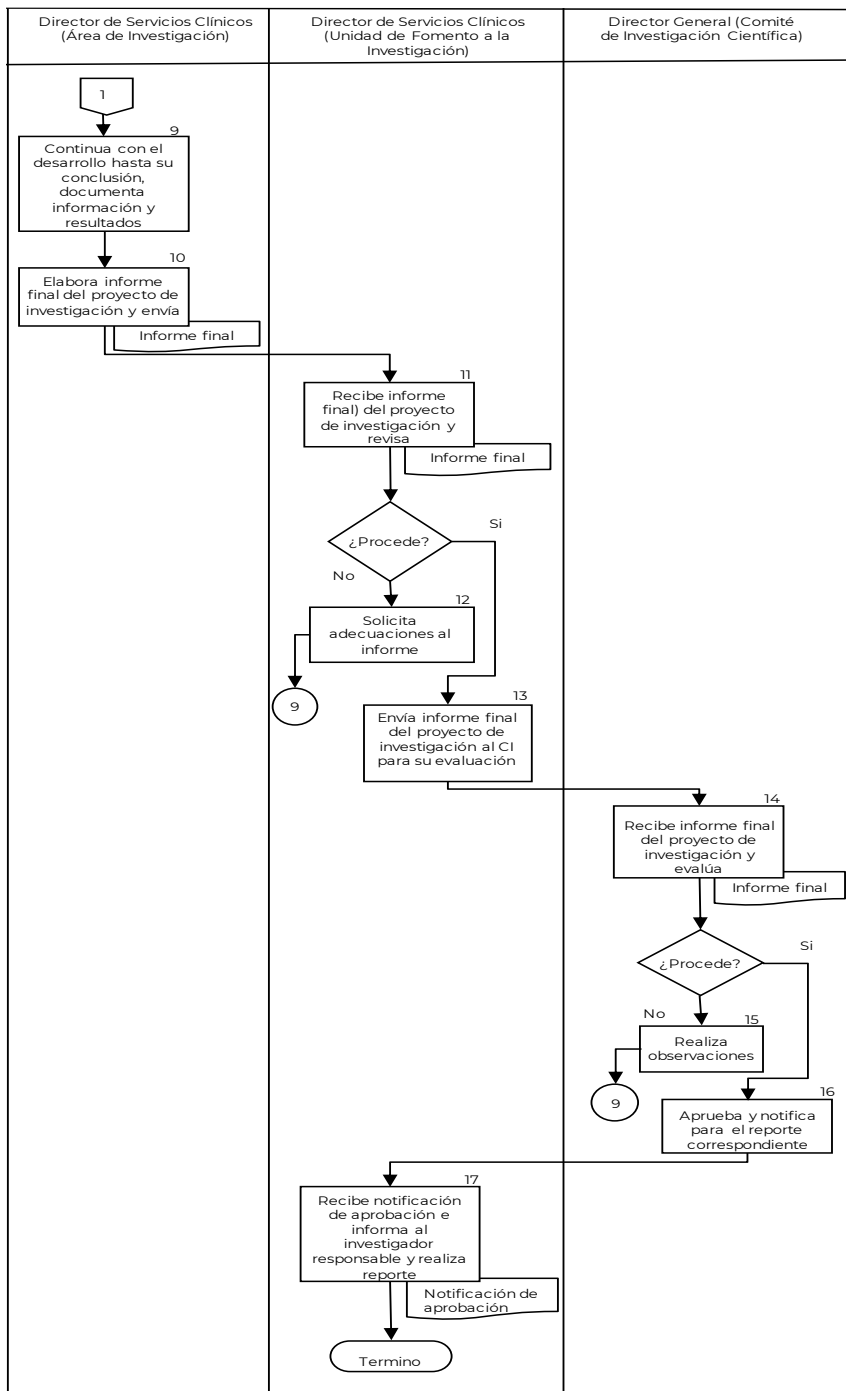 Director de Servicios Clínicos
(Área de Investigación)
Director de Servicios Clínicos
(Unidad de Fomento a la
Investigación)
Director General (Comité
de Investigación Científica)
1
9
Continua con el
desarrollo hasta su
conclusión,
documenta
información y
resultados
10
Elabora informe
final del proyecto de
investigación y envía
Informe final
11
Recibe informe
final) del proyecto
de investigación y
revisa
Informe final
Si
¿Procede?
No
12
Solicita
adecuaciones al
informe
9
13
Envía informe final
del proyecto de
investigación al CI
para su evaluación
14
Recibe informe final
del proyecto de
investigación y
evalúa
Informe final
Si
¿Procede?
No
15
Realiza
observaciones
9
16
Aprueba y notifica
para el reporte
correspondiente
17
Recibe notificación
de aprobación e
informa al
investigador
responsable y realiza
reporte
Notificación de
aprobación
Termino